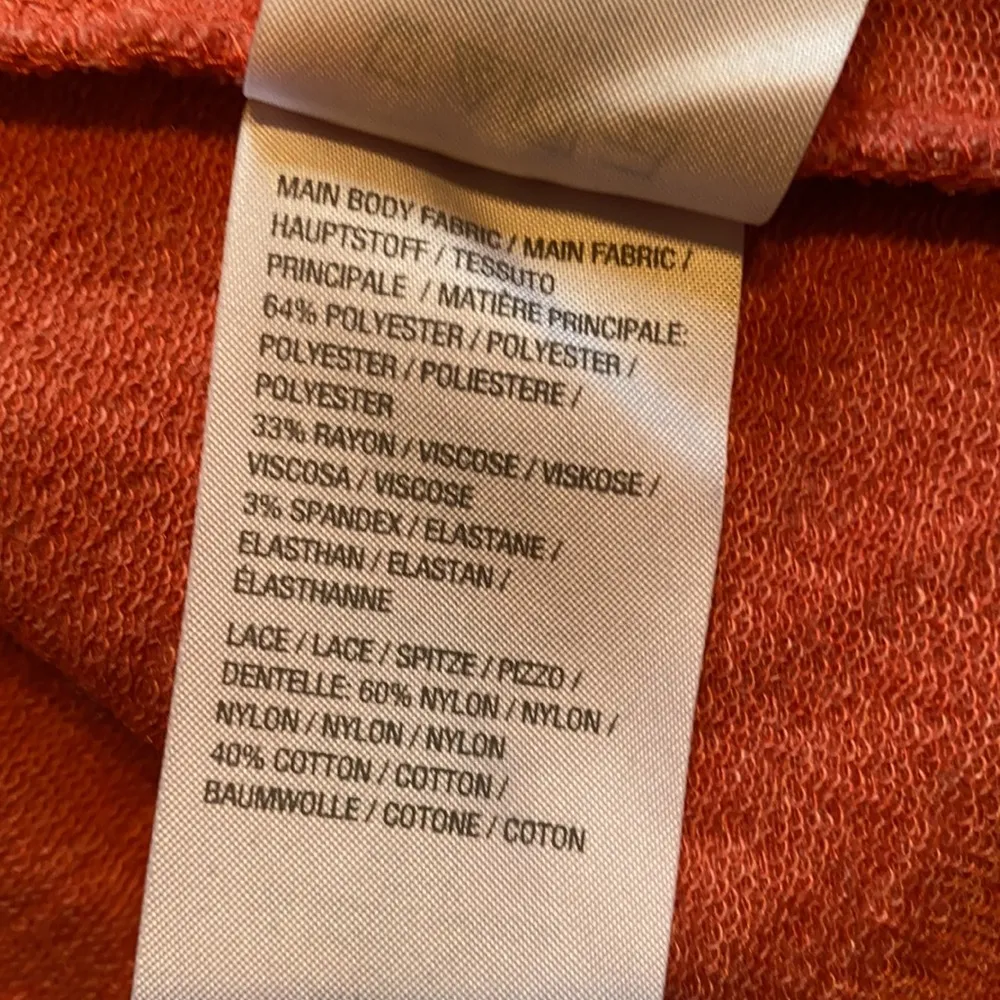 MAIN BODY FABRIC / MAIN FABRIC /
HAUPTSTOFF / TESSUTO
PRINCIPALE / MATIÈRE PRINCIPALE:
64% POLYESTER / POLYESTER /
POLYESTER / POLIESTERE /
POLYESTER
33% RAYON / VISCOSE / VISKOSE /
VISCOSA / VISCOSE
3% SPANDEX / ELASTANE /
ELASTHAN / ELASTAN /
ÉLASTHANNE
LACE / LACE / SPITZE / PIZZO /
DENTELLE: 60% NYLON / NYLON /
NYLON / NYLON / NYLON
40% COTTON / COTTON /
BAUMWOLLE / COTONE / COTON